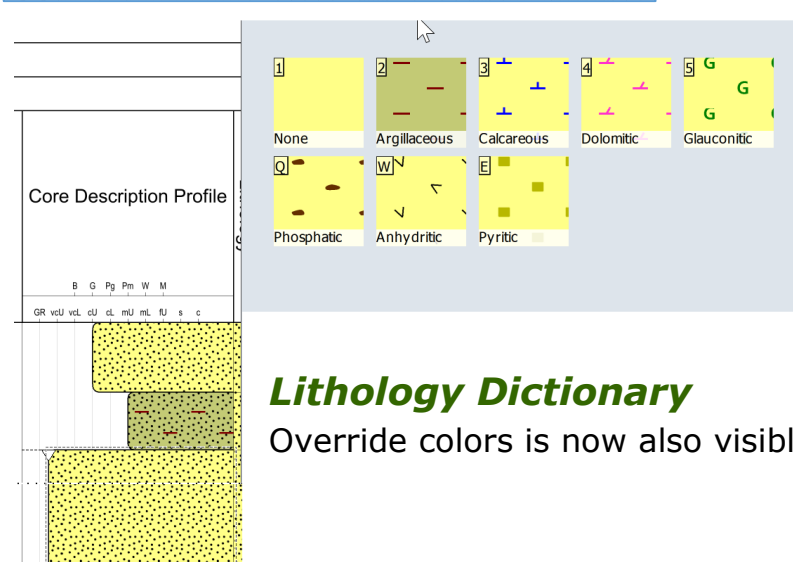 1
2
3
4
5
G
G
G
None
Argillaceous
Calcareous
Dolomitic
Glauconitic
Q
W
E
Phosphatic
Anhydritic
Pyritic
Core Description Profile
B G Pg Pm W M
GR vcU vcL cU cL mU mL fU s c
Lithology Dictionary
Override colors is now also visibl